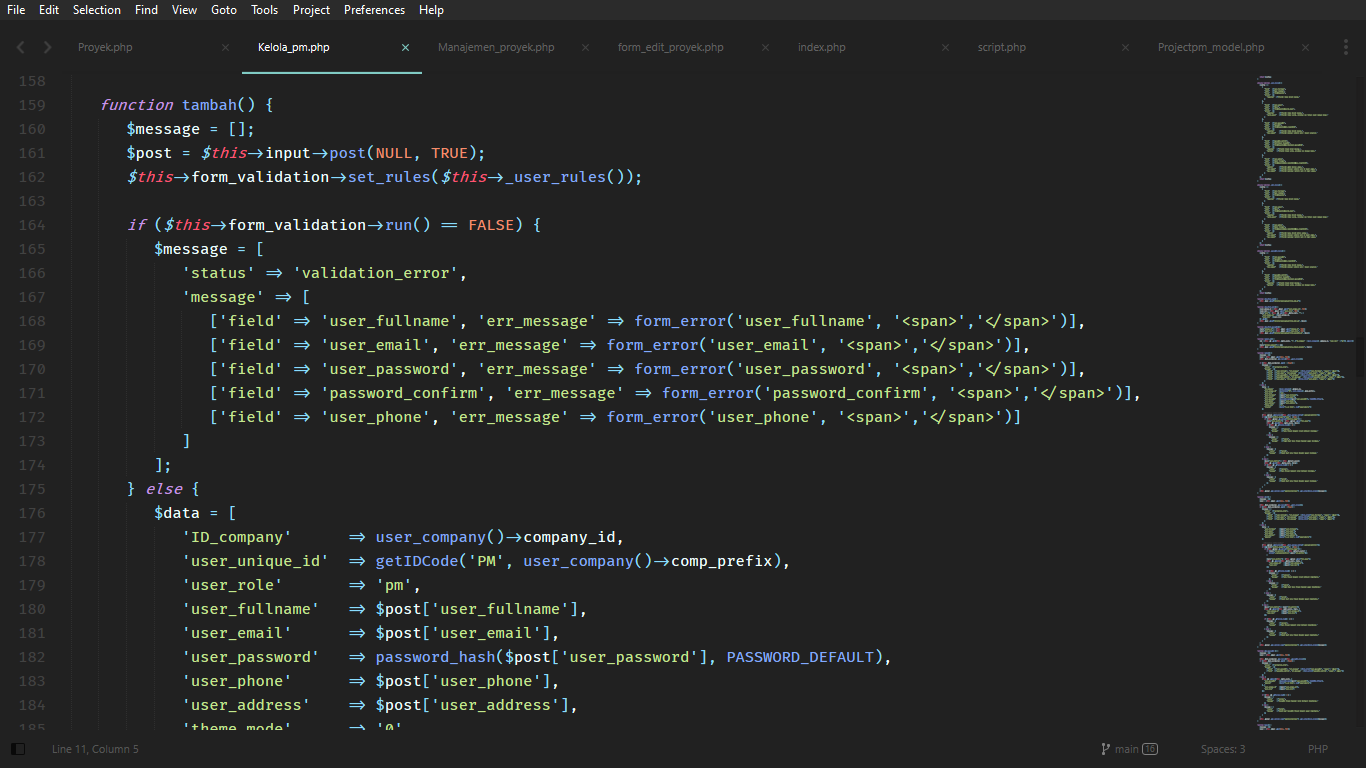 File Edit Selection Find View Goto Tools Project Preferences Help
Proyek.php × Kelola_pm.php × Manajemen_proyek.php × form_edit_proyek.php × index.php × script.php × Projectpm_model.php ×
158
159 function tambah() {
160 $message = [];
161 $post = $this->input->post(NULL, TRUE);
162 $this->form_validation->set_rules($this->_user_rules());
163
164 if ($this->form_validation->run() == FALSE) {
165 $message = [
166 'status' => 'validation_error',
167 'message' => [
168 ['field' => 'user_fullname', 'err_message' => form_error('user_fullname', '<span>','</span>')],
169 ['field' => 'user_email', 'err_message' => form_error('user_email', '<span>','</span>')],
170 ['field' => 'user_password', 'err_message' => form_error('user_password', '<span>','</span>')],
171 ['field' => 'password_confirm', 'err_message' => form_error('password_confirm', '<span>','</span>')],
172 ['field' => 'user_phone', 'err_message' => form_error('user_phone', '<span>','</span>')]
173 ]
174 ];
175 } else {
176 $data = [
177 'ID_company' => user_company()->company_id,
178 'user_unique_id' => getIDCode('PM', user_company()->comp_prefix),
179 'user_role' => 'pm',
180 'user_fullname' => $post['user_fullname'],
181 'user_email' => $post['user_email'],
182 'user_password' => password_hash($post['user_password'], PASSWORD_DEFAULT),
183 'user_phone' => $post['user_phone'],
184 'user_address' => $post['user_address'],
185 'theme_mode' => '0'
Line 11, Column 5 main 16 Spaces: 3 PHP